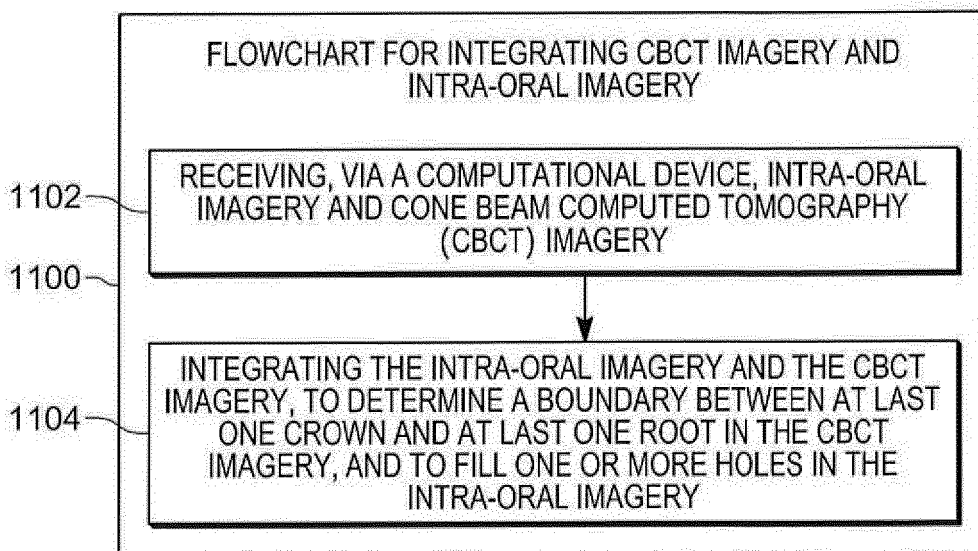 FLOWCHART FOR INTEGRATING CBCT IMAGERY AND
INTRA-ORAL IMAGERY
1102
RECEIVING, VIA A COMPUTATIONAL DEVICE, INTRA-ORAL
IMAGERY AND CONE BEAM COMPUTED TOMOGRAPHY
(CBCT) IMAGERY
1100
1104
INTEGRATING THE INTRA-ORAL IMAGERY AND THE CBCT
IMAGERY, TO DETERMINE A BOUNDARY BETWEEN AT LAST
ONE CROWN AND AT LAST ONE ROOT IN THE CBCT
IMAGERY, AND TO FILL ONE OR MORE HOLES IN THE
INTRA-ORAL IMAGERY